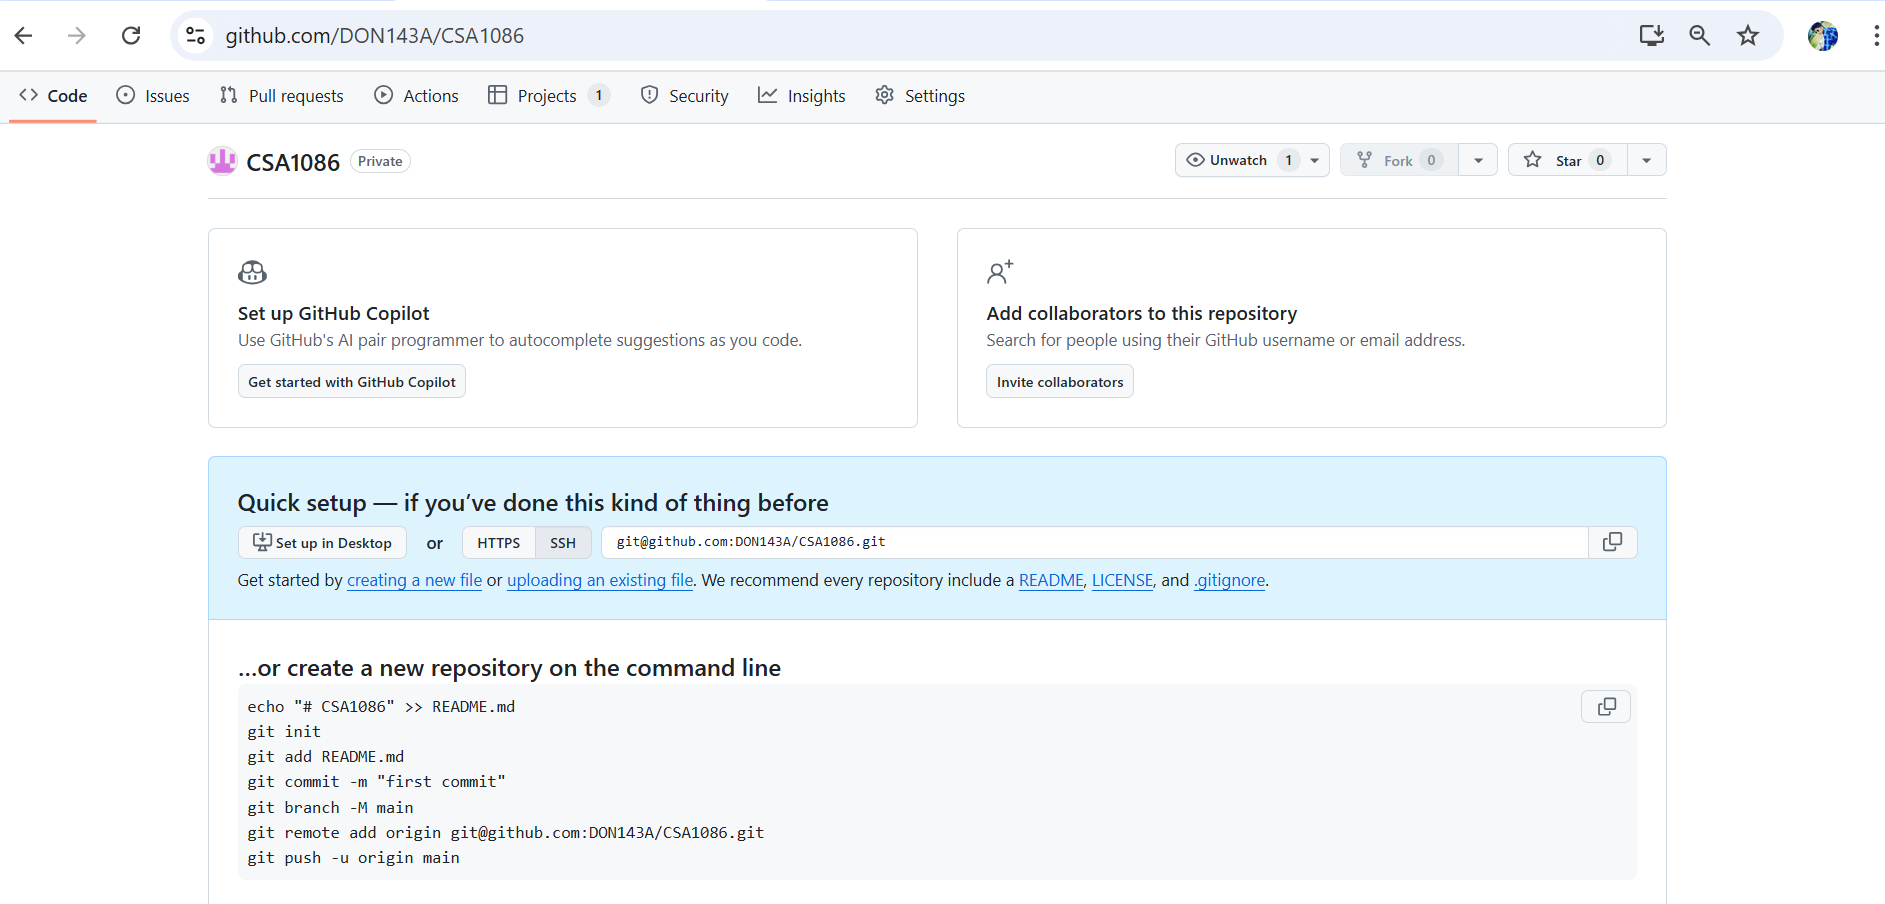 github.com/DON143A/CSA1086
Code Issues Pull requests Actions Projects 1 Security Insights Settings
CSA1086 Private Unwatch 1 Fork 0 Star 0
Set up GitHub Copilot
Use GitHub's AI pair programmer to autocomplete suggestions as you code.
Get started with GitHub Copilot
Add collaborators to this repository
Search for people using their GitHub username or email address.
Invite collaborators
Quick setup — if you’ve done this kind of thing before
Set up in Desktop or HTTPS SSH git@github.com:DON143A/CSA1086.git
Get started by creating a new file or uploading an existing file. We recommend every repository include a README, LICENSE, and .gitignore.
…or create a new repository on the command line
echo "# CSA1086" >> README.md
git init
git add README.md
git commit -m "first commit"
git branch -M main
git remote add origin git@github.com:DON143A/CSA1086.git
git push -u origin main